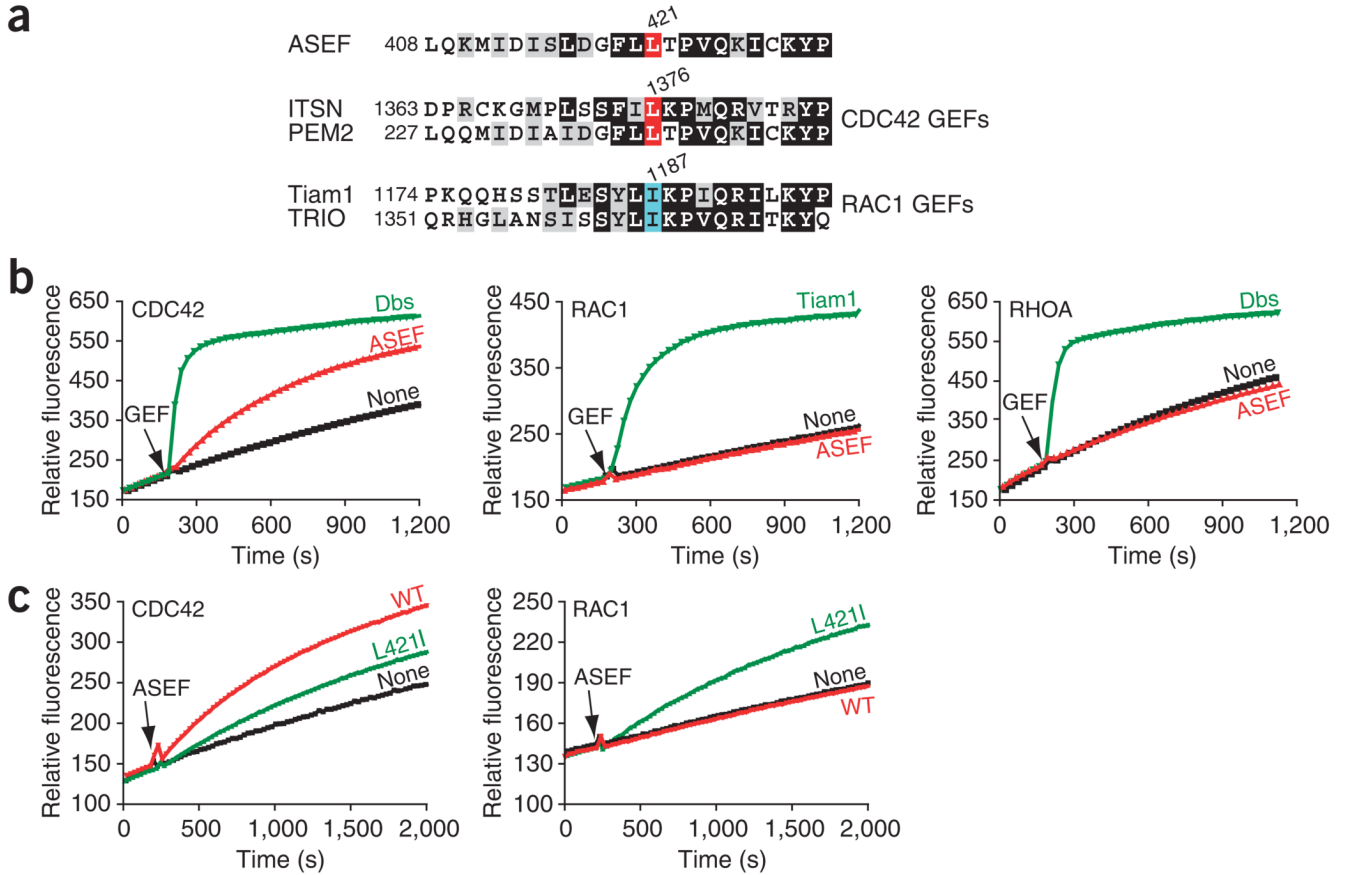 a
421
ASEF 408 LQKMIDISLDGFLLTPVQKICKYP
1376
ITSN 1363 DPRCKGMPLSSFILKPMQRVTRYP
PEM2 227 LQQMIDIAIDGFLLTPVQKICKYP
CDC42 GEFs
1187
Tiam1 1174 PKQQHSSTLESYLIKPIQRILKYP
TRIO 1351 QRHGLANSISSYLIKPVQRITKYQ
RAC1 GEFs
b
Relative fluorescence
650
550
450
350
250
150
CDC42
Dbs
ASEF
None
GEF
0 300 600 900 1,200
Time (s)
Relative fluorescence
450
350
250
150
RAC1
Tiam1
None
ASEF
GEF
0 300 600 900 1,200
Time (s)
Relative fluorescence
650
550
450
350
250
150
RHOA
Dbs
None
ASEF
GEF
0 300 600 900 1,200
Time (s)
c
Relative fluorescence
350
300
250
200
150
100
CDC42
WT
L421I
None
ASEF
0 500 1,000 1,500 2,000
Time (s)
Relative fluorescence
250
220
190
160
130
100
RAC1
L421I
None
WT
ASEF
0 500 1,000 1,500 2,000
Time (s)